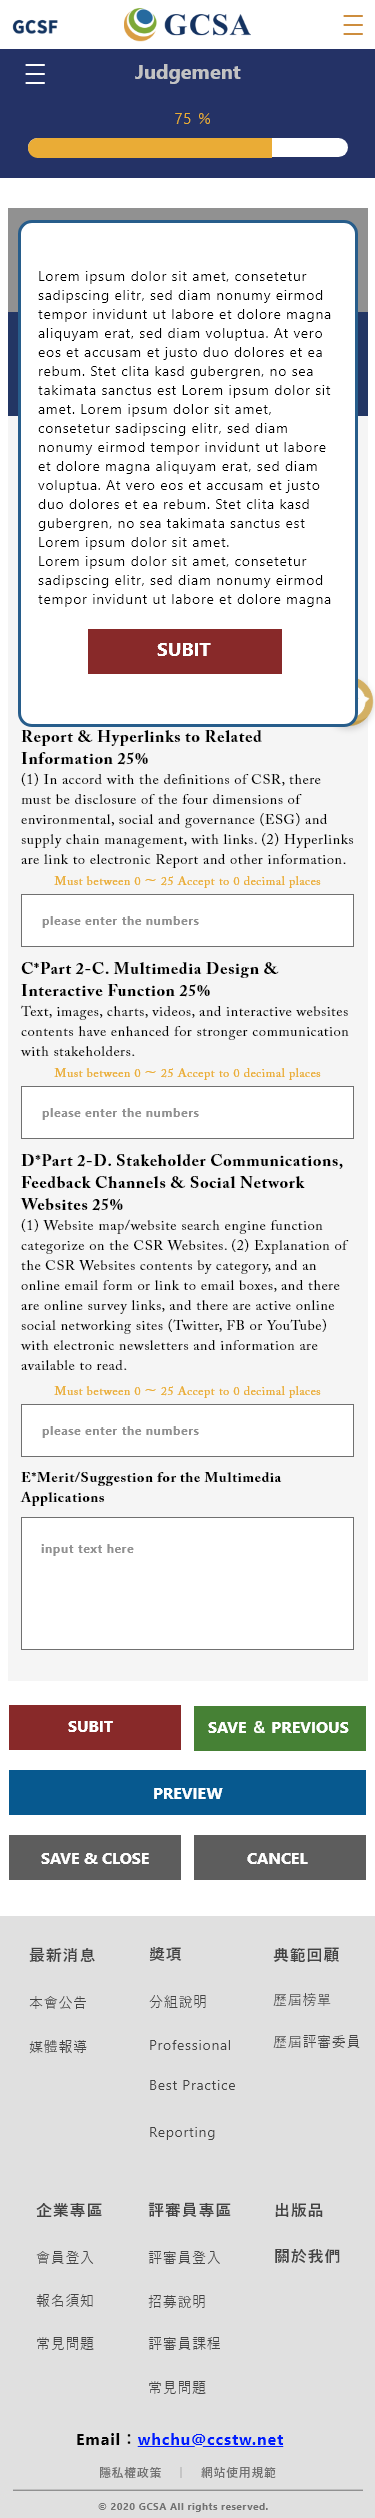 GCSF
GCSA
Judgement
75 %
Lorem ipsum dolor sit amet, consetetur
sadipscing elitr, sed diam nonumy eirmod
tempor invidunt ut labore et dolore magna
aliquyam erat, sed diam voluptua. At vero
eos et accusam et justo duo dolores et ea
rebum. Stet clita kasd gubergren, no sea
takimata sanctus est Lorem ipsum dolor sit
amet. Lorem ipsum dolor sit amet,
consetetur sadipscing elitr, sed diam
nonumy eirmod tempor invidunt ut labore
et dolore magna aliquyam erat, sed diam
voluptua. At vero eos et accusam et justo
duo dolores et ea rebum. Stet clita kasd
gubergren, no sea takimata sanctus est
Lorem ipsum dolor sit amet.
Lorem ipsum dolor sit amet, consetetur
sadipscing elitr, sed diam nonumy eirmod
tempor invidunt ut labore et dolore magna
SUBIT
Report & Hyperlinks to Related
Information 25%
(1) In accord with the definitions of CSR, there
must be disclosure of the four dimensions of
environmental, social and governance (ESG) and
supply chain management, with links. (2) Hyperlinks
are link to electronic Report and other information.
Must between 0 ～ 25 Accept to 0 decimal places
please enter the numbers
C*Part 2-C. Multimedia Design &
Interactive Function 25%
Text, images, charts, videos, and interactive websites
contents have enhanced for stronger communication
with stakeholders.
Must between 0 ～ 25 Accept to 0 decimal places
please enter the numbers
D*Part 2-D. Stakeholder Communications,
Feedback Channels & Social Network
Websites 25%
(1) Website map/website search engine function
categorize on the CSR Websites. (2) Explanation of
the CSR Websites contents by category, and an
online email form or link to email boxes, and there
are online survey links, and there are active online
social networking sites (Twitter, FB or YouTube)
with electronic newsletters and information are
available to read.
Must between 0 ～ 25 Accept to 0 decimal places
please enter the numbers
E*Merit/Suggestion for the Multimedia
Applications
input text here
SUBIT
SAVE & PREVIOUS
PREVIEW
SAVE & CLOSE
CANCEL
最新消息
本會公告
媒體報導
獎項
分組說明
Professional
Best Practice
Reporting
典範回顧
歷屆榜單
歷屆評審委員
企業專區
會員登入
報名須知
常見問題
評審員專區
評審員登入
招募說明
評審員課程
常見問題
出版品
關於我們
Email：whchu@ccstw.net
隱私權政策 | 網站使用規範
© 2020 GCSA All rights reserved.